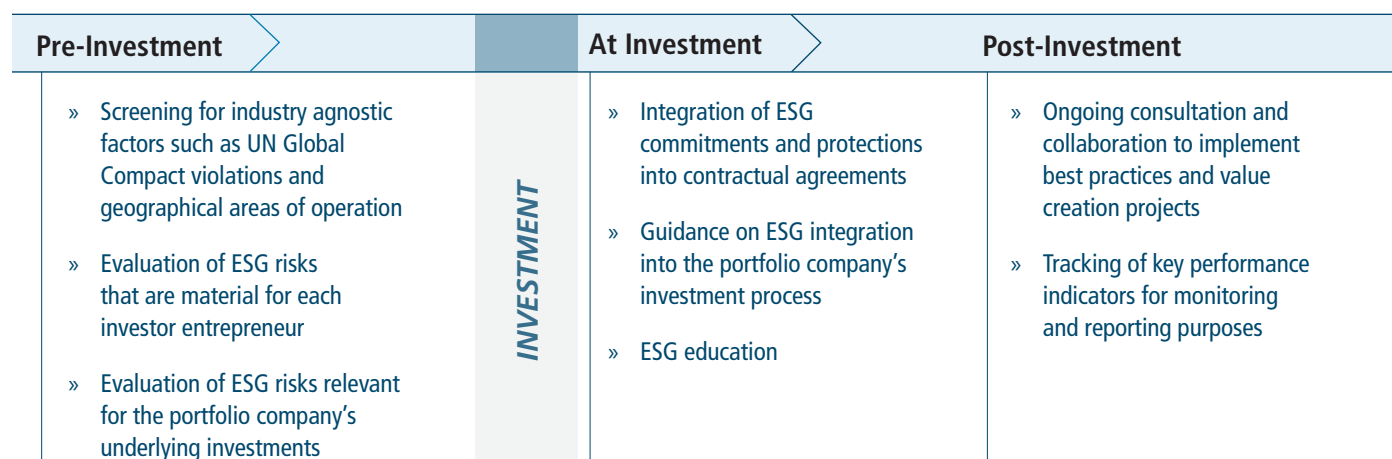 Pre-Investment
» Screening for industry agnostic
factors such as UN Global
Compact violations and
geographical areas of operation
» Evaluation of ESG risks
that are material for each
investor entrepreneur
» Evaluation of ESG risks relevant
for the portfolio company’s
underlying investments
INVESTMENT
At Investment
» Integration of ESG
commitments and protections
into contractual agreements
» Guidance on ESG integration
into the portfolio company’s
investment process
» ESG education
Post-Investment
» Ongoing consultation and
collaboration to implement
best practices and value
creation projects
» Tracking of key performance
indicators for monitoring
and reporting purposes